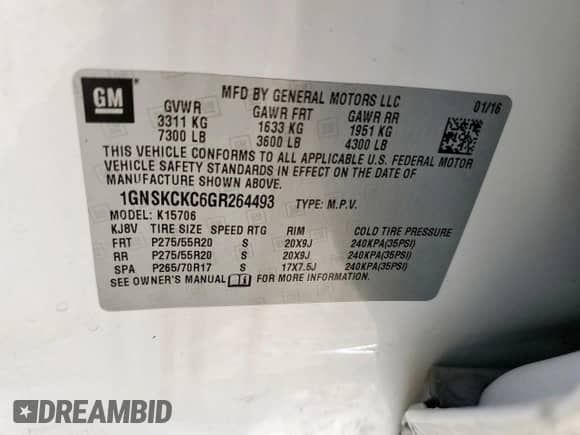 GM
MFD BY GENERAL MOTORS LLC 01/16
GVWR GAWR FRT GAWR RR
3311 KG 1633 KG 1951 KG
7300 LB 3600 LB 4300 LB
THIS VEHICLE CONFORMS TO ALL APPLICABLE U.S. FEDERAL MOTOR
VEHICLE SAFETY STANDARDS IN EFFECT ON THE DATE OF
MANUFACTURE SHOWN ABOVE.
1GNSKCKC6GR264493 TYPE: M.P.V.
MODEL: K15706
KJ8V TIRE SIZE SPEED RTG RIM COLD TIRE PRESSURE
FRT P275/55R20 S 20X9J 240KPA(35PSI)
RR P275/55R20 S 20X9J 240KPA(35PSI)
SPA P265/70R17 S 17X7.5J 240KPA(35PSI)
SEE OWNER'S MANUAL FOR MORE INFORMATION.
DREAMBID